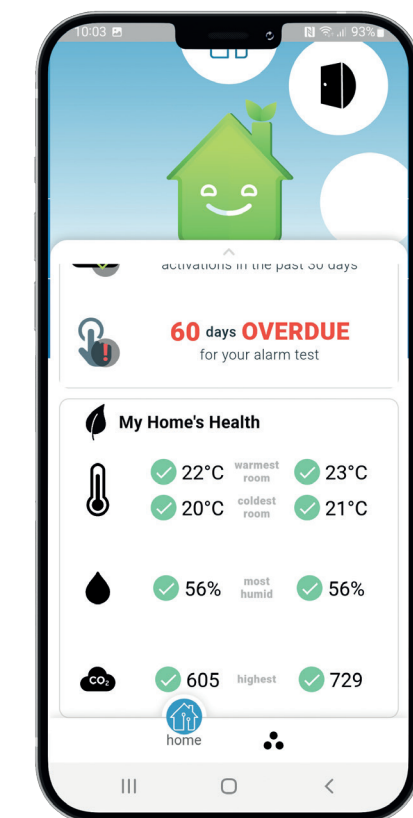 10:03 93%
activations in the past 30 days
60 days OVERDUE
for your alarm test
My Home's Health
22°C warmest room 23°C
20°C coldest room 21°C
56% most humid 56%
CO₂ 605 highest 729
home